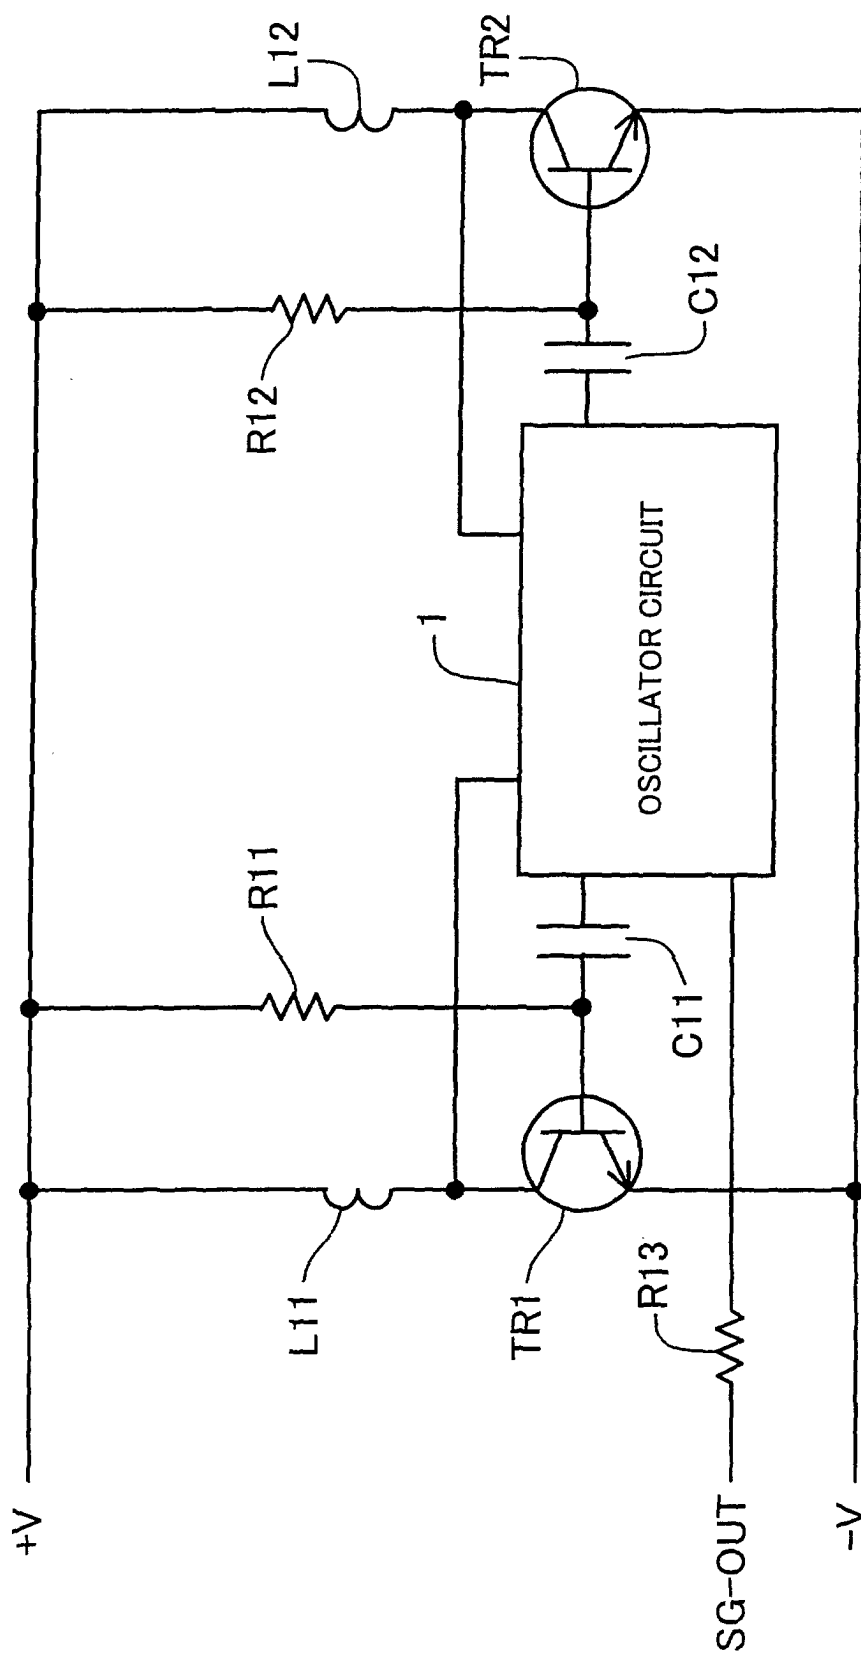 +V
SG-OUT
-V
L11
TR1
R13
R11
C11
1
OSCILLATOR CIRCUIT
R12
C12
L12
TR2